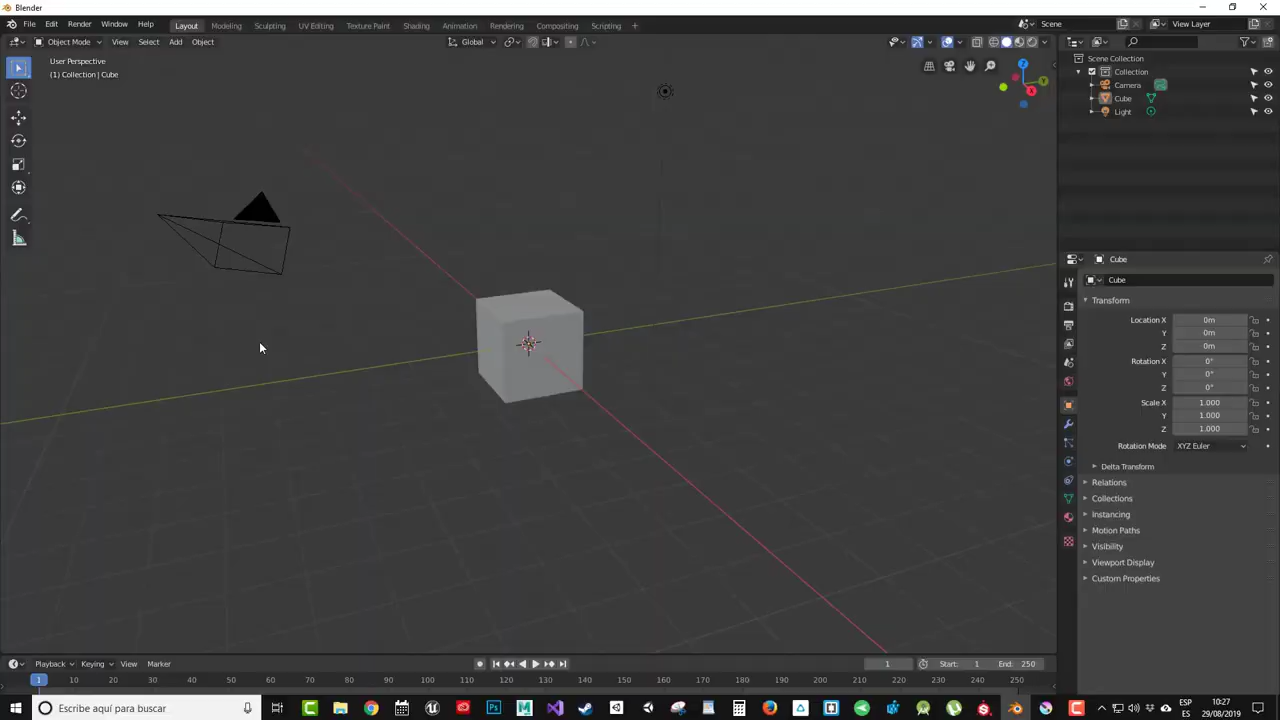 Blender
File Edit Render Window Help Layout Modeling Sculpting UV Editing Texture Paint Shading Animation Rendering Compositing Scripting + Scene View Layer
Object Mode View Select Add Object Global
User Perspective
(1) Collection | Cube
Z
Y
X
Scene Collection
Collection
Camera
Cube
Light
Cube
Cube
Transform
Location X 0m
Y 0m
Z 0m
Rotation X 0°
Y 0°
Z 0°
Scale X 1.000
Y 1.000
Z 1.000
Rotation Mode XYZ Euler
Delta Transform
Relations
Collections
Instancing
Motion Paths
Visibility
Viewport Display
Custom Properties
Playback Keying View Marker 1 Start: 1 End: 250
1 10 20 30 40 50 60 70 80 90 100 110 120 130 140 150 160 170 180 190 200 210 220 230 240 250
Escribe aquí para buscar
ESP 10:27
ES 29/08/2019